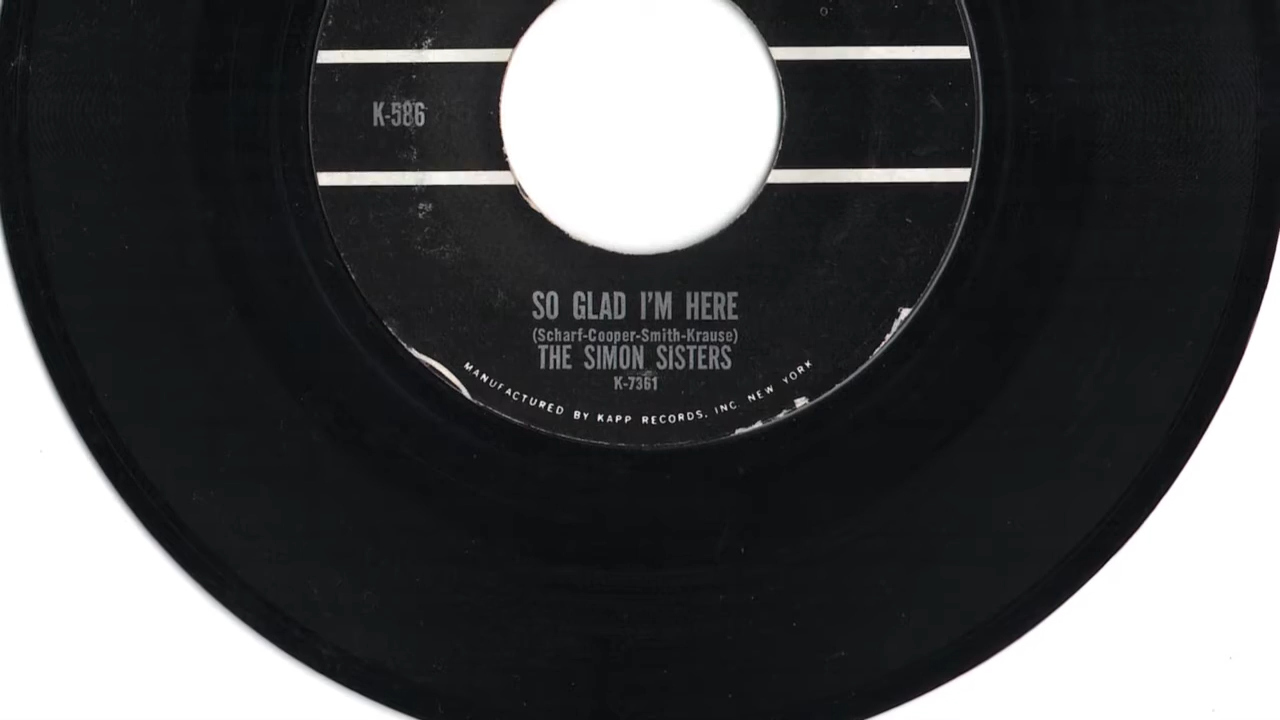 K-586
SO GLAD I'M HERE
(Scharf-Cooper-Smith-Krause)
THE SIMON SISTERS
K-7361
MANUFACTURED BY KAPP RECORDS, INC. NEW YORK